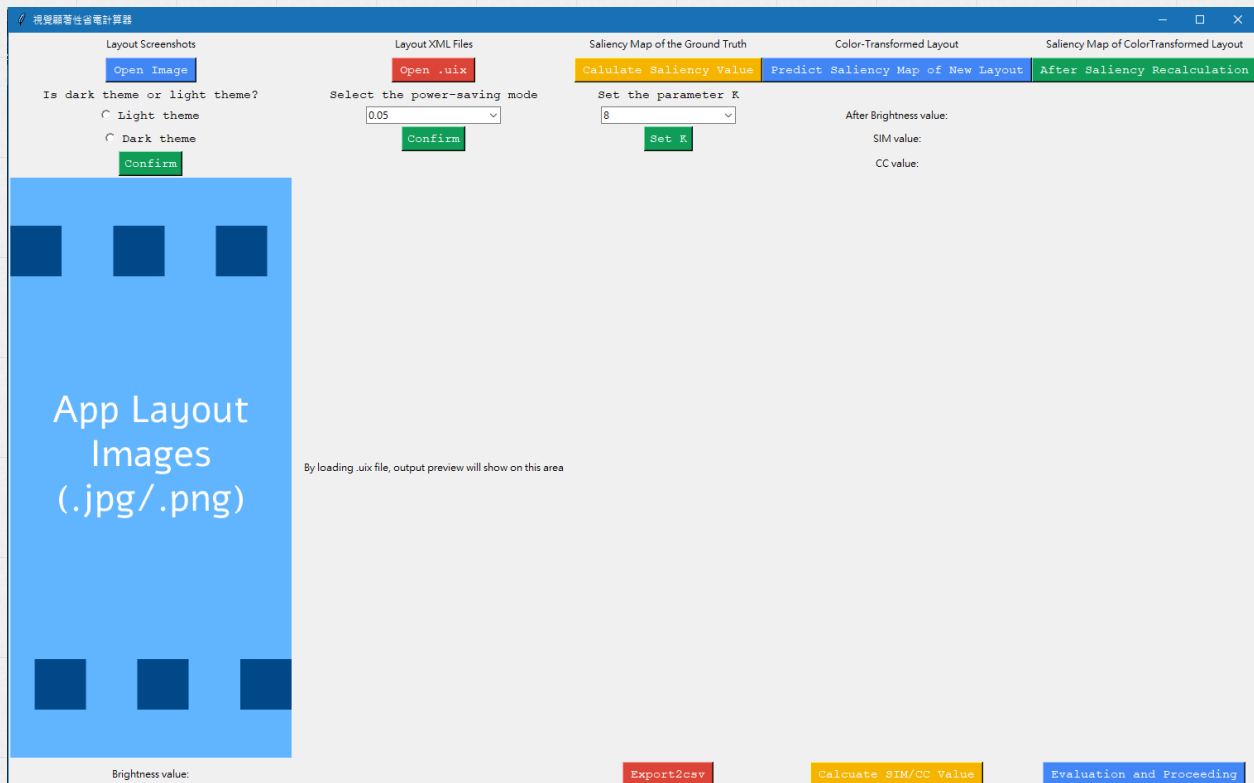 視覺顯著性省電計算器
Layout Screenshots
Layout XML Files
Saliency Map of the Ground Truth
Color-Transformed Layout
Saliency Map of ColorTransformed Layout
Open Image
Open .uix
Calulate Saliency Value
Predict Saliency Map of New Layout
After Saliency Recalculation
Is dark theme or light theme?
Select the power-saving mode
Set the parameter K
Light theme
0.05
8
After Brightness value:
Dark theme
Confirm
Set K
SIM value:
Confirm
CC value:
App Layout
Images
(.jpg/.png)
By loading .uix file, output preview will show on this area
Brightness value:
Export2csv
Calcuate SIM/CC Value
Evaluation and Proceeding